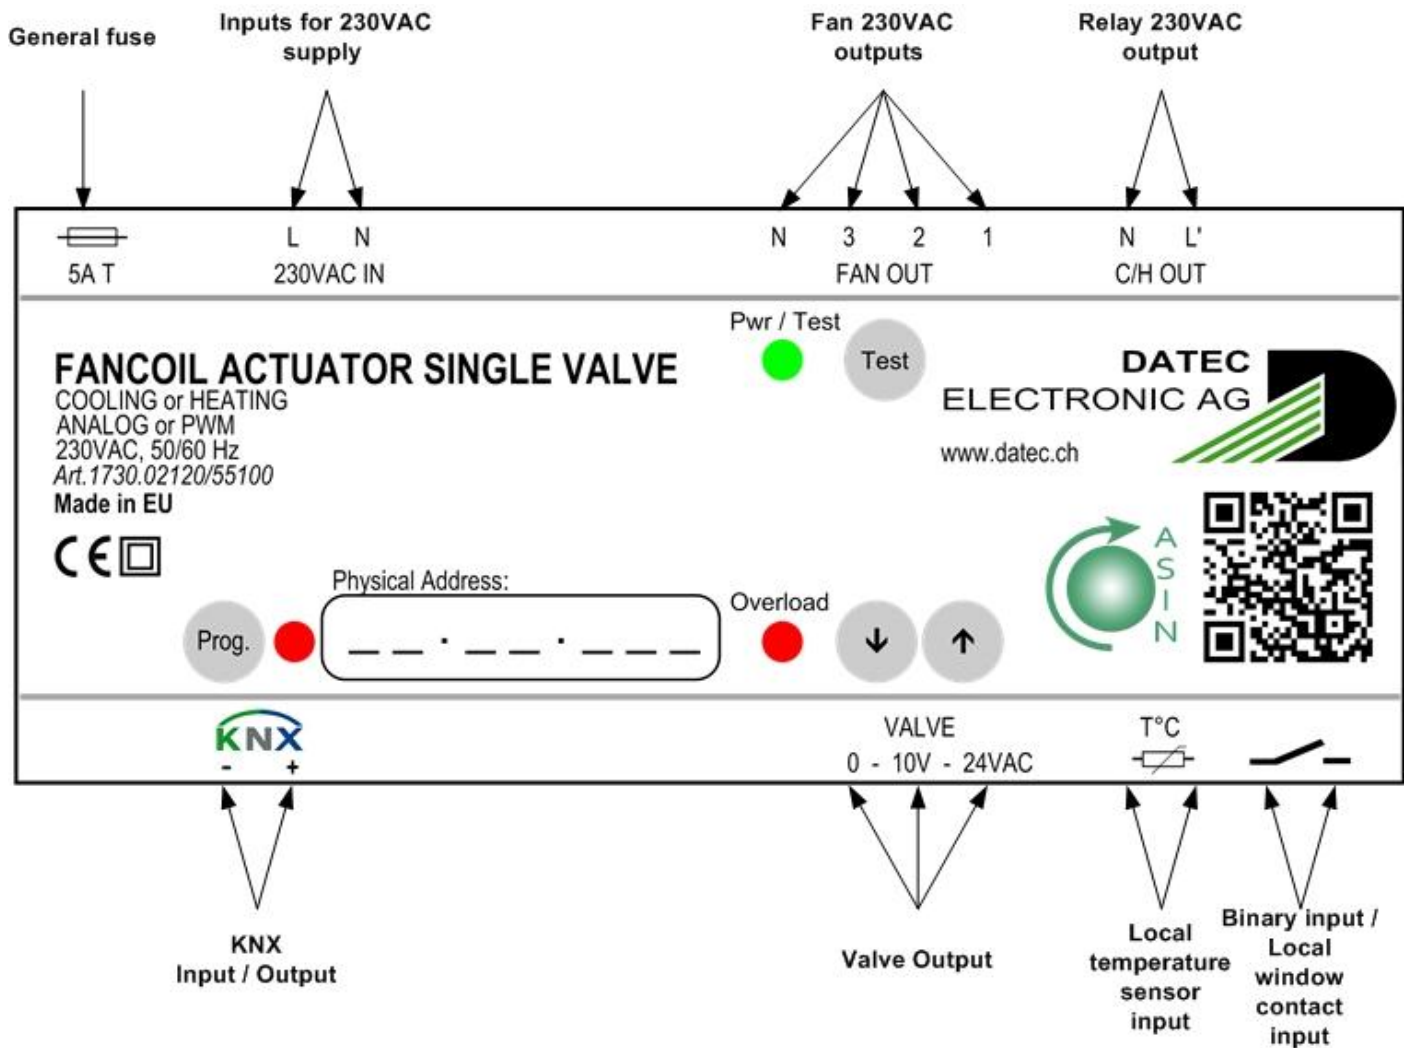 General fuse
Inputs for 230VAC
supply
Fan 230VAC
outputs
Relay 230VAC
output
L N
N 3 2 1
N L'
5A T
230VAC IN
FAN OUT
C/H OUT
Pwr / Test
Test
FANCOIL ACTUATOR SINGLE VALVE
COOLING or HEATING
ANALOG or PWM
230VAC, 50/60 Hz
Art.1730.02120/55100
Made in EU
CE
DATEC
ELECTRONIC AG
www.datec.ch
ASIN
Physical Address:
Prog.
__.__.___
Overload
↓ ↑
KNX
- +
VALVE
0 - 10V - 24VAC
T°C
KNX
Input / Output
Valve Output
Local
temperature
sensor
input
Binary input /
Local
window
contact
input